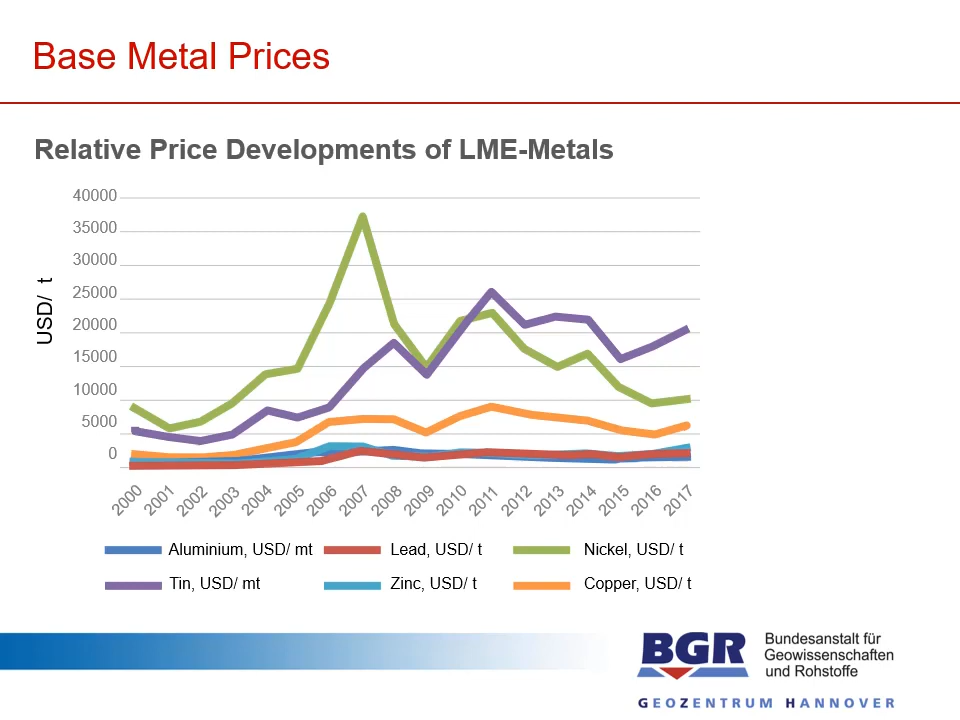 Base Metal Prices
Relative Price Developments of LME-Metals
USD/ t
40000
35000
30000
25000
20000
15000
10000
5000
0
2000 2001 2002 2003 2004 2005 2006 2007 2008 2009 2010 2011 2012 2013 2014 2015 2016 2017
Aluminium, USD/ mt Lead, USD/ t Nickel, USD/ t
Tin, USD/ mt Zinc, USD/ t Copper, USD/ t
BGR
Bundesanstalt für
Geowissenschaften
und Rohstoffe
GEOZENTRUM HANNOVER